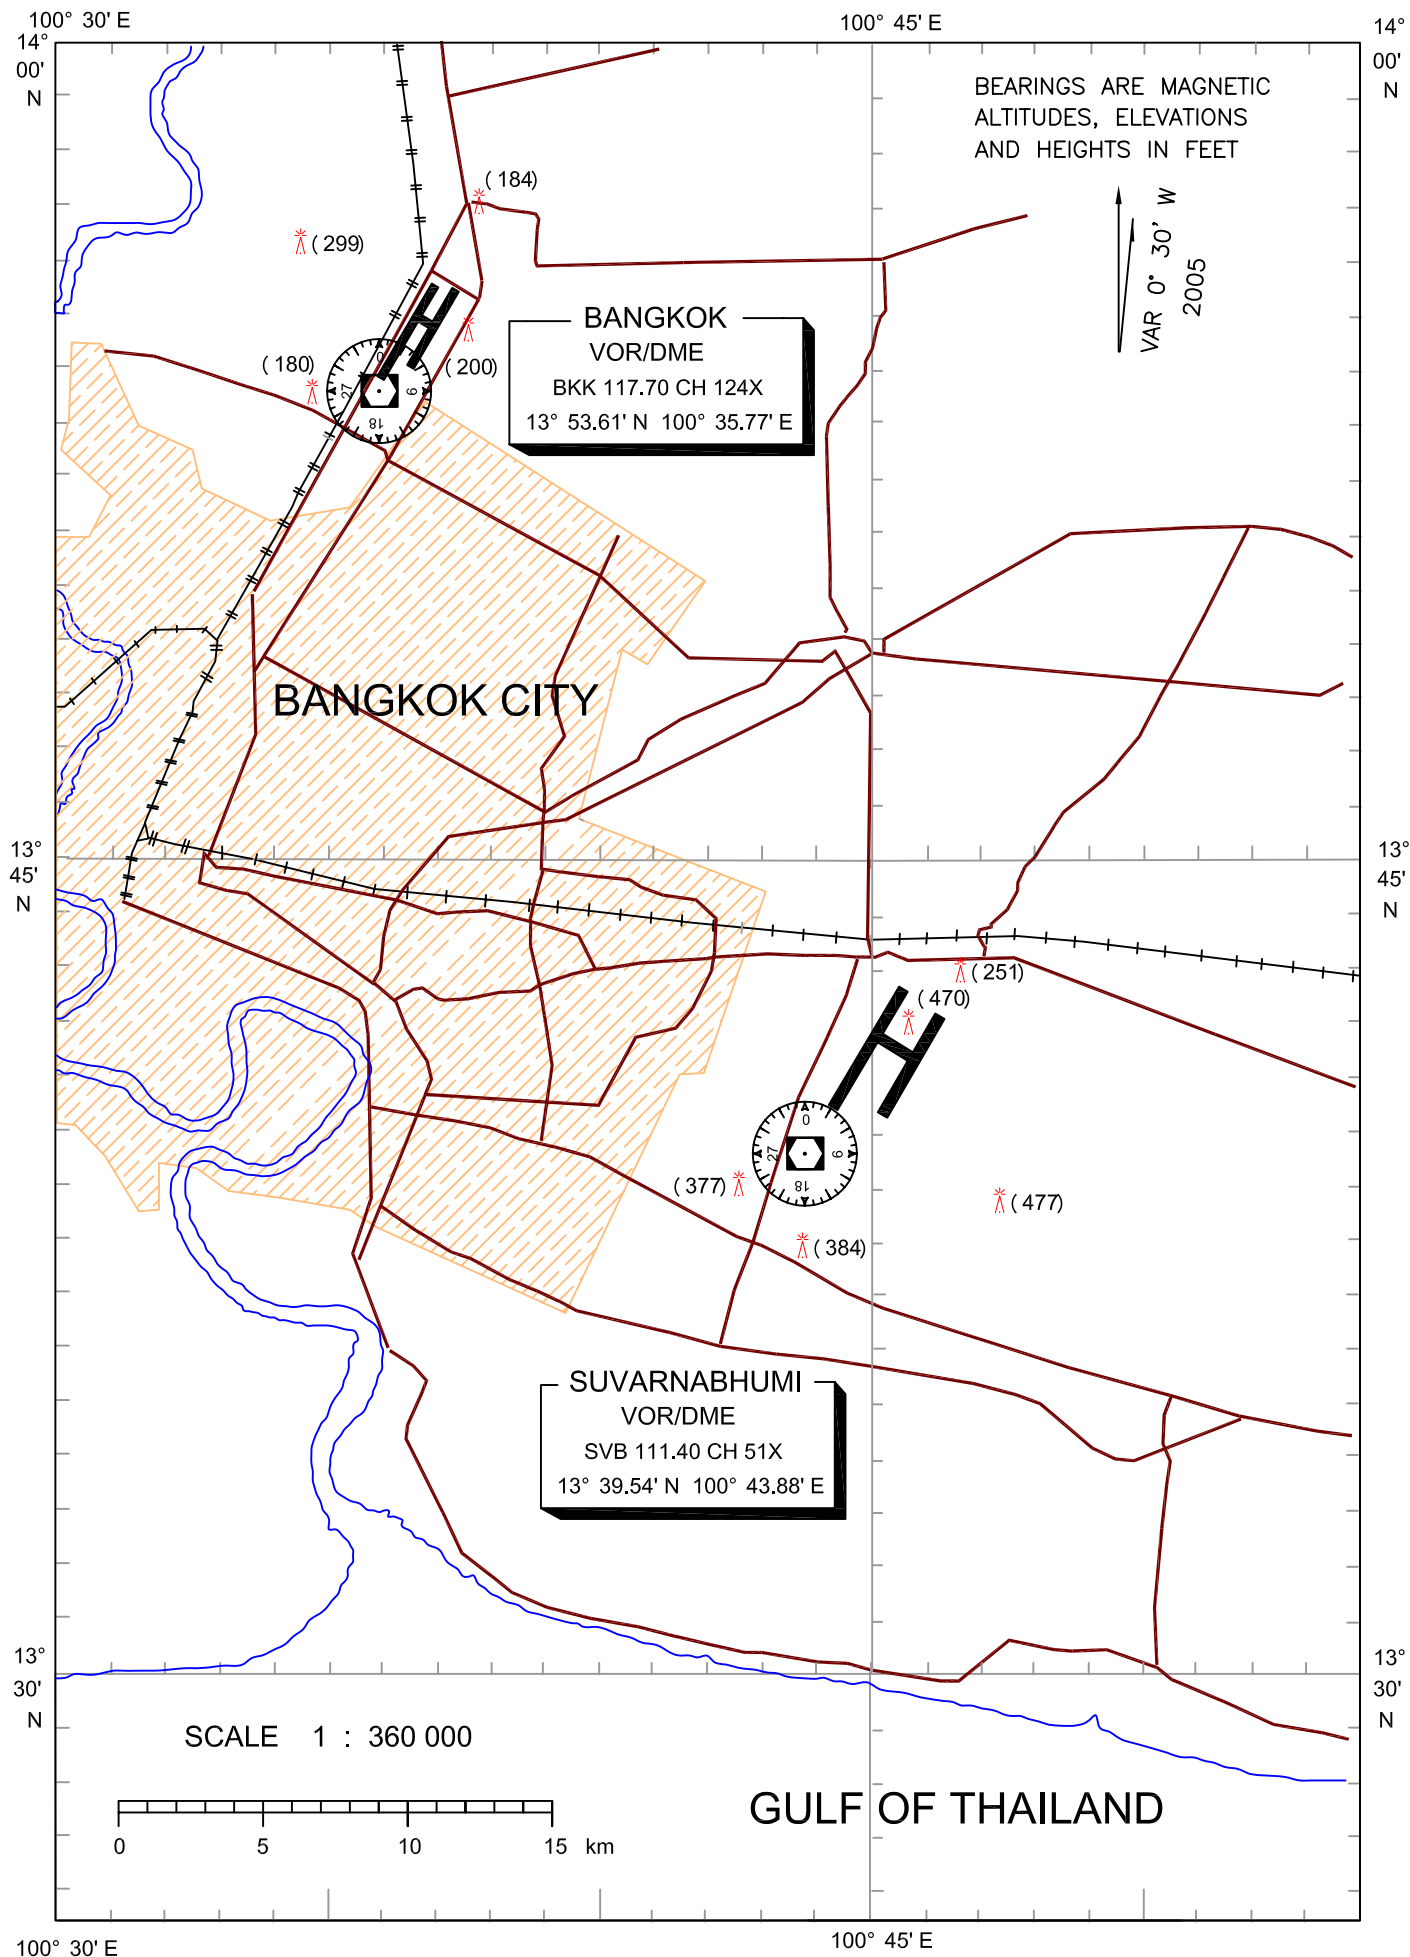 100° 30' E
100° 45' E
14°
00'
N
14°
00'
N
BEARINGS ARE MAGNETIC
ALTITUDES, ELEVATIONS
AND HEIGHTS IN FEET
VAR 0° 30' W
2005
( 184)
( 299)
BANGKOK
VOR/DME
BKK 117.70 CH 124X
13° 53.61' N 100° 35.77' E
( 180)
( 200)
0
9
18
27
BANGKOK CITY
13°
45'
N
13°
45'
N
( 251)
( 470)
0
9
18
27
( 377)
( 477)
( 384)
SUVARNABHUMI
VOR/DME
SVB 111.40 CH 51X
13° 39.54' N 100° 43.88' E
13°
30'
N
13°
30'
N
SCALE 1 : 360 000
0 5 10 15 km
GULF OF THAILAND
100° 30' E
100° 45' E